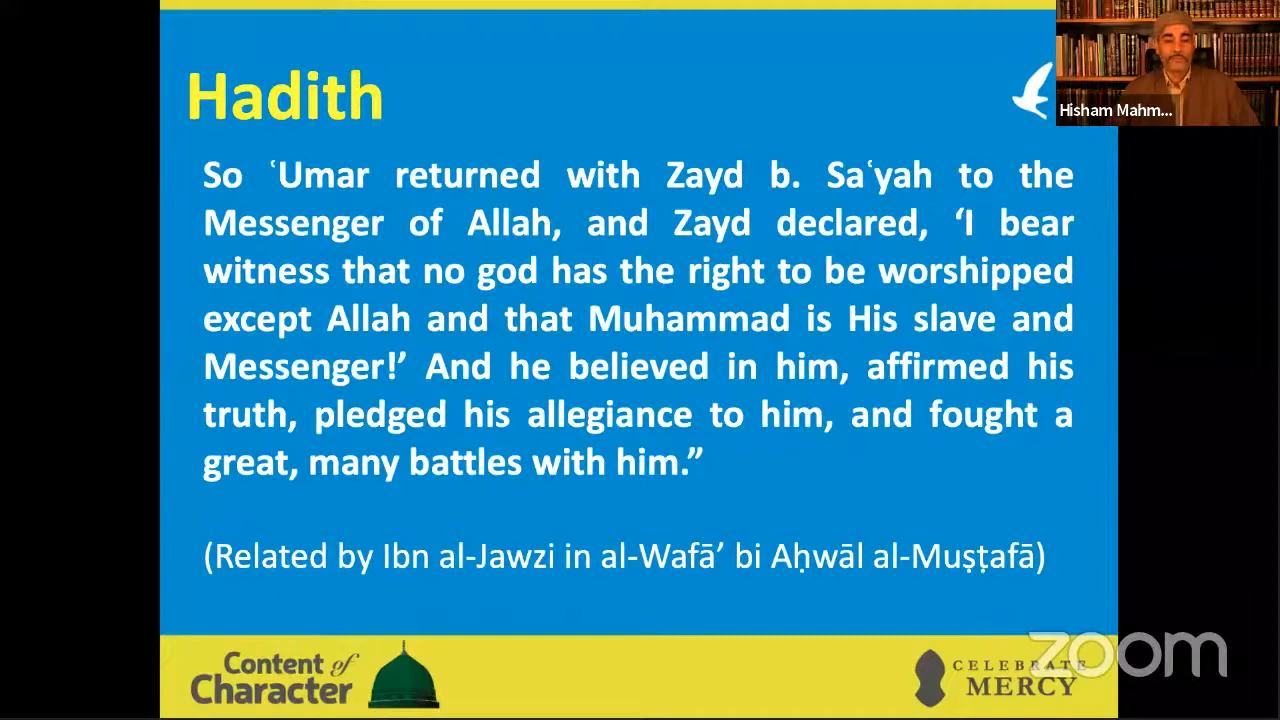 Hadith
Hisham Mahm...
So ʿUmar returned with Zayd b. Saʿyah to the
Messenger of Allah, and Zayd declared, ‘I bear
witness that no god has the right to be worshipped
except Allah and that Muhammad is His slave and
Messenger!’ And he believed in him, affirmed his
truth, pledged his allegiance to him, and fought a
great, many battles with him.”
(Related by Ibn al-Jawzi in al-Wafā’ bi Aḥwāl al-Muṣṭafā)
Content of
Character
CELEBRATE
MERCY
zoom